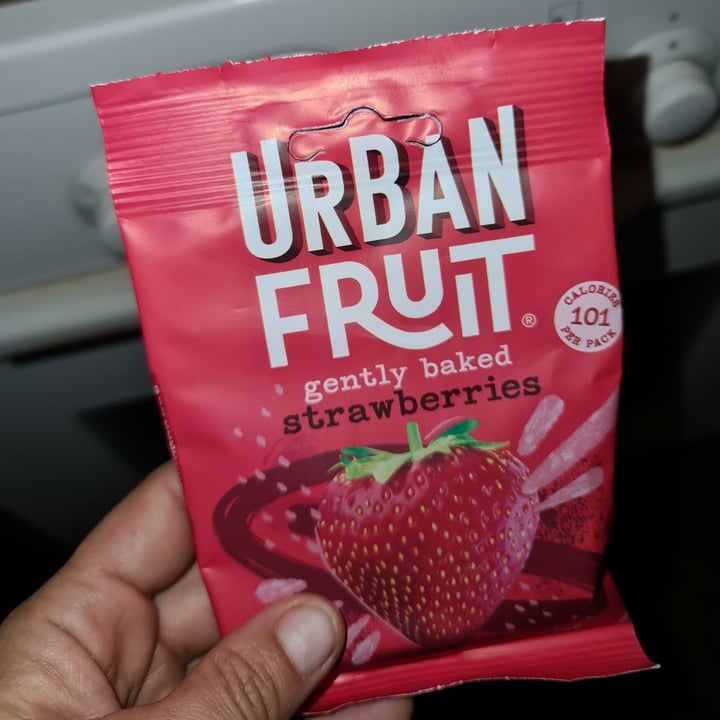 URBAN
FRUIT®
gently baked
strawberries
CALORIES
101
PER PACK